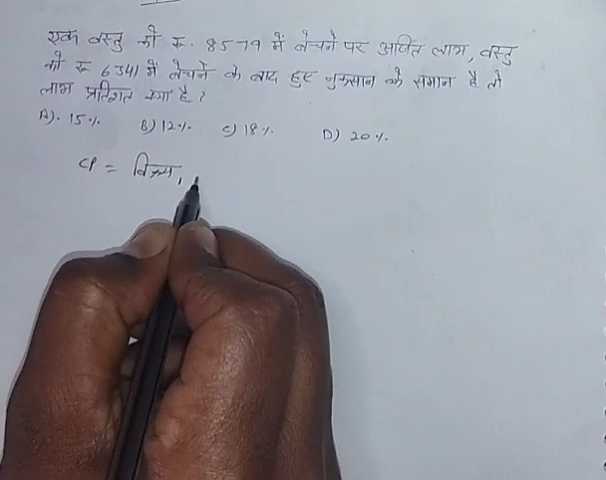 एक वस्तु को रू. 8579 में बेचने पर अर्जित लाभ, वस्तु
को रू 6341 में बेचने के बाद हुए नुकसान के समान है तो
लाभ प्रतिशत क्या है?
A). 15%. B) 12%. C) 18%. D) 20%.
CP = विक्रय,